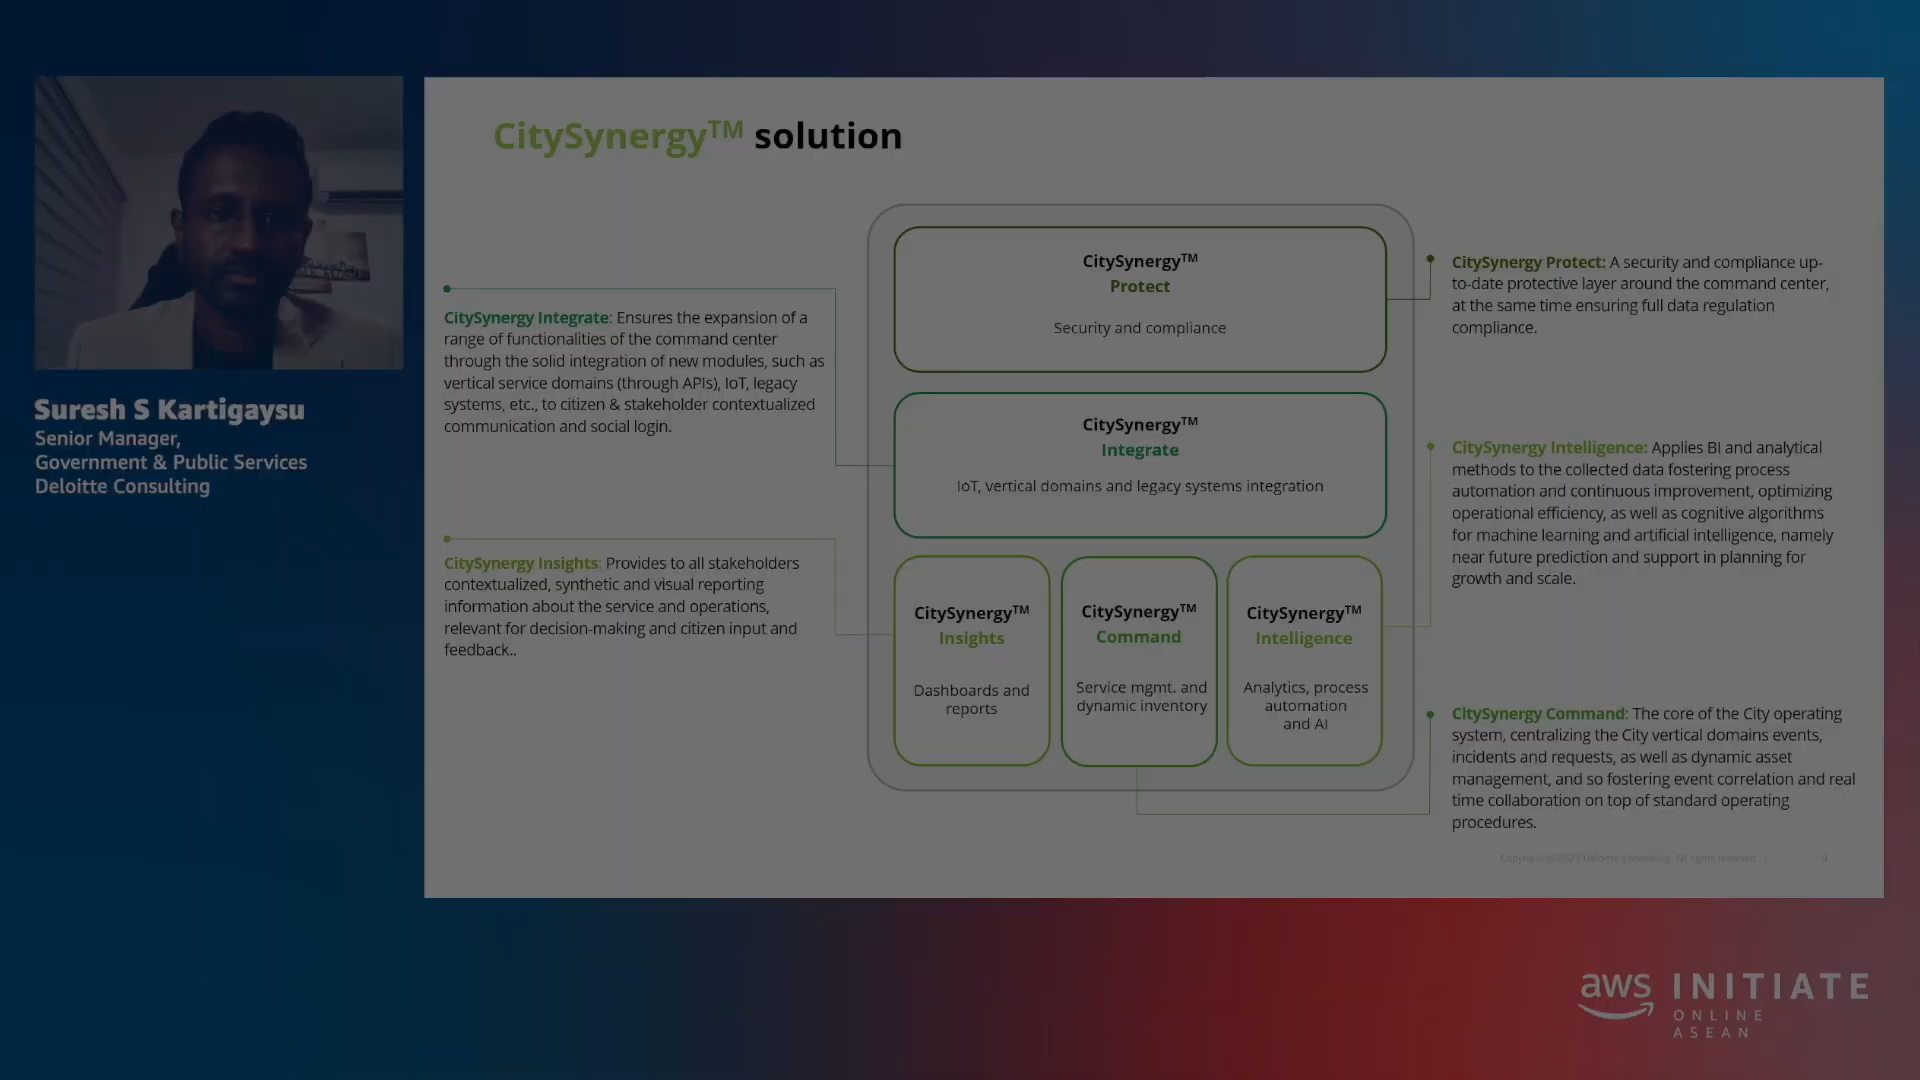 CitySynergy™ solution
Suresh S Kartigaysu
Senior Manager,
Government & Public Services
Deloitte Consulting
CitySynergy Integrate: Ensures the expansion of a
range of functionalities of the command center
through the solid integration of new modules, such as
vertical service domains (through APIs), IoT, legacy
systems, etc., to citizen & stakeholder contextualized
communication and social login.
CitySynergy Insights: Provides to all stakeholders
contextualized, synthetic and visual reporting
information about the service and operations,
relevant for decision-making and citizen input and
feedback..
CitySynergy™
Protect
Security and compliance
CitySynergy™
Integrate
IoT, vertical domains and legacy systems integration
CitySynergy™
Insights
Dashboards and
reports
CitySynergy™
Command
Service mgmt. and
dynamic inventory
CitySynergy™
Intelligence
Analytics, process
automation
and AI
CitySynergy Protect: A security and compliance up-
to-date protective layer around the command center,
at the same time ensuring full data regulation
compliance.
CitySynergy Intelligence: Applies BI and analytical
methods to the collected data fostering process
automation and continuous improvement, optimizing
operational efficiency, as well as cognitive algorithms
for machine learning and artificial intelligence, namely
near future prediction and support in planning for
growth and scale.
CitySynergy Command: The core of the City operating
system, centralizing the City vertical domains events,
incidents and requests, as well as dynamic asset
management, and so fostering event correlation and real
time collaboration on top of standard operating
procedures.
Deloitte Consulting. All rights reserved. |
aws INITIATE
ONLINE
ASEAN